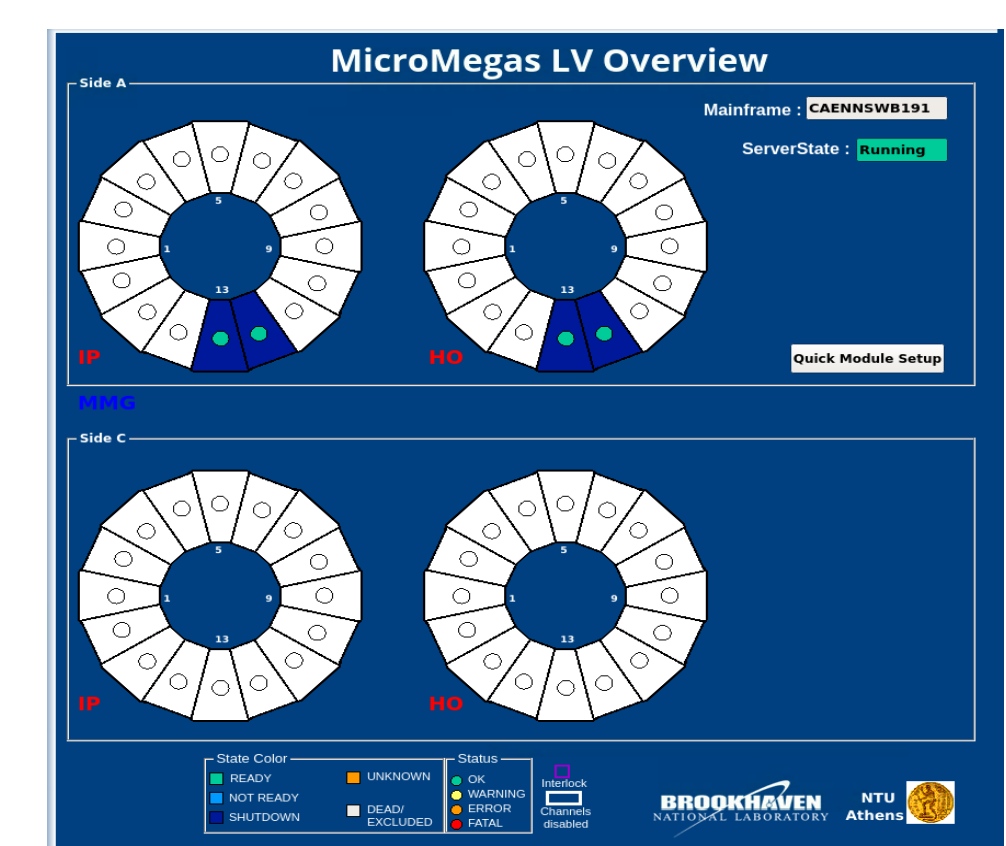 MicroMegas LV Overview
Side A
Mainframe : CAENNSWB191
ServerState : Running
5
5
1
9
1
9
13
13
IP
HO
Quick Module Setup
MMG
Side C
5
5
1
9
1
9
13
13
IP
HO
State Color
READY
NOT READY
SHUTDOWN
UNKNOWN
DEAD/
EXCLUDED
Status
OK
WARNING
ERROR
FATAL
Interlock
Channels
disabled
BROOKHAVEN
NATIONAL LABORATORY
NTU
Athens